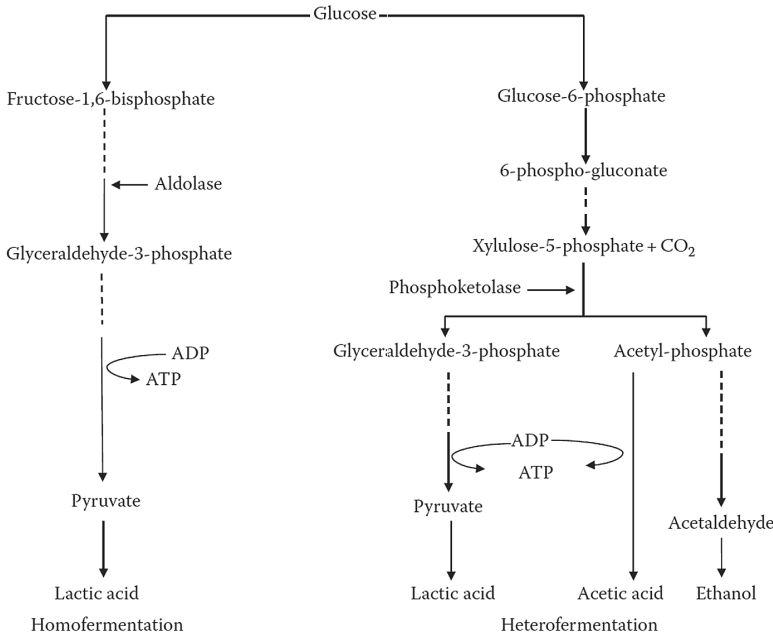 Glucose
Fructose-1,6-bisphosphate
Aldolase
Glyceraldehyde-3-phosphate
ADP
ATP
Pyruvate
Lactic acid
Homofermentation
Glucose-6-phosphate
6-phospho-gluconate
Xylulose-5-phosphate + CO₂
Phosphoketolase
Glyceraldehyde-3-phosphate
Acetyl-phosphate
ADP
ATP
Pyruvate
Acetaldehyde
Lactic acid
Acetic acid
Ethanol
Heterofermentation